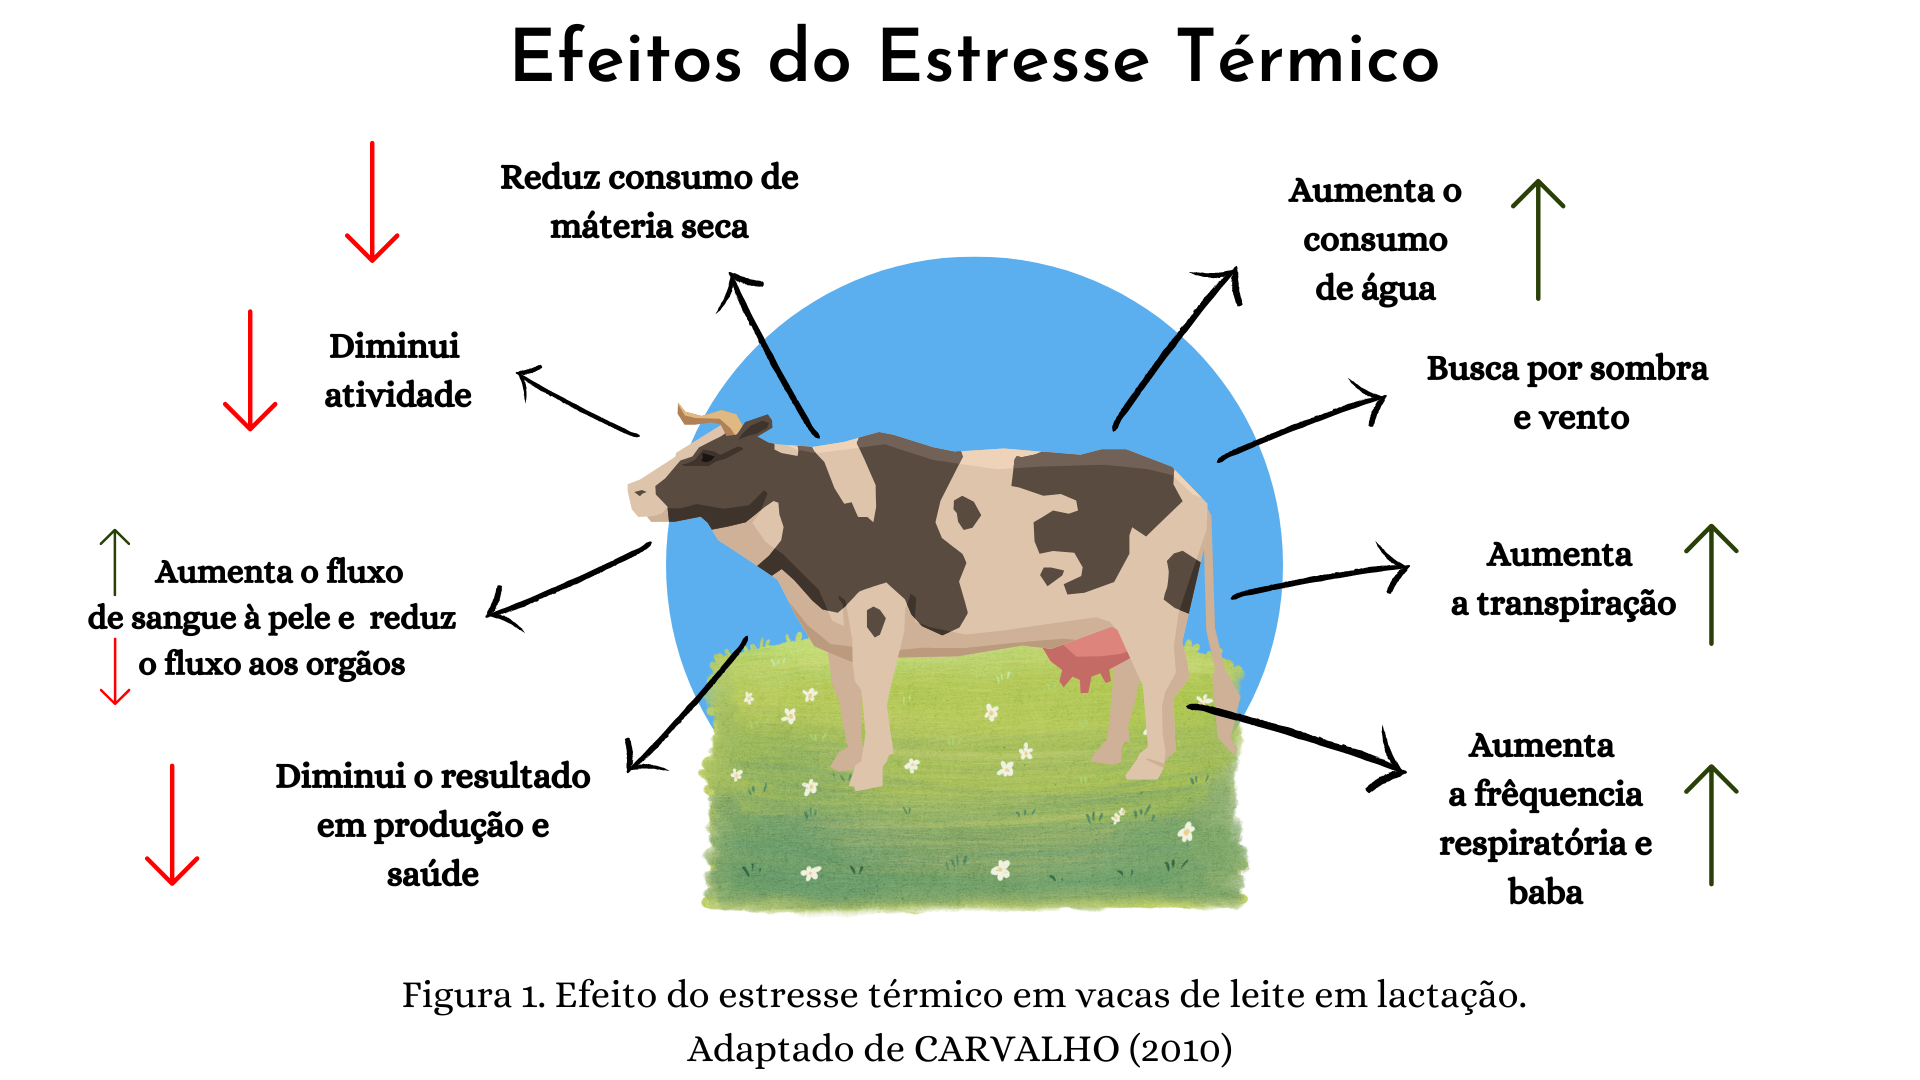 Efeitos do Estresse Térmico
Reduz consumo de
máteria seca
Diminui
atividade
Aumenta o fluxo
de sangue à pele e reduz
o fluxo aos orgãos
Diminui o resultado
em produção e
saúde
Aumenta o
consumo
de água
Busca por sombra
e vento
Aumenta
a transpiração
Aumenta
a frêquencia
respiratória e
baba
Figura 1. Efeito do estresse térmico em vacas de leite em lactação.
Adaptado de CARVALHO (2010)